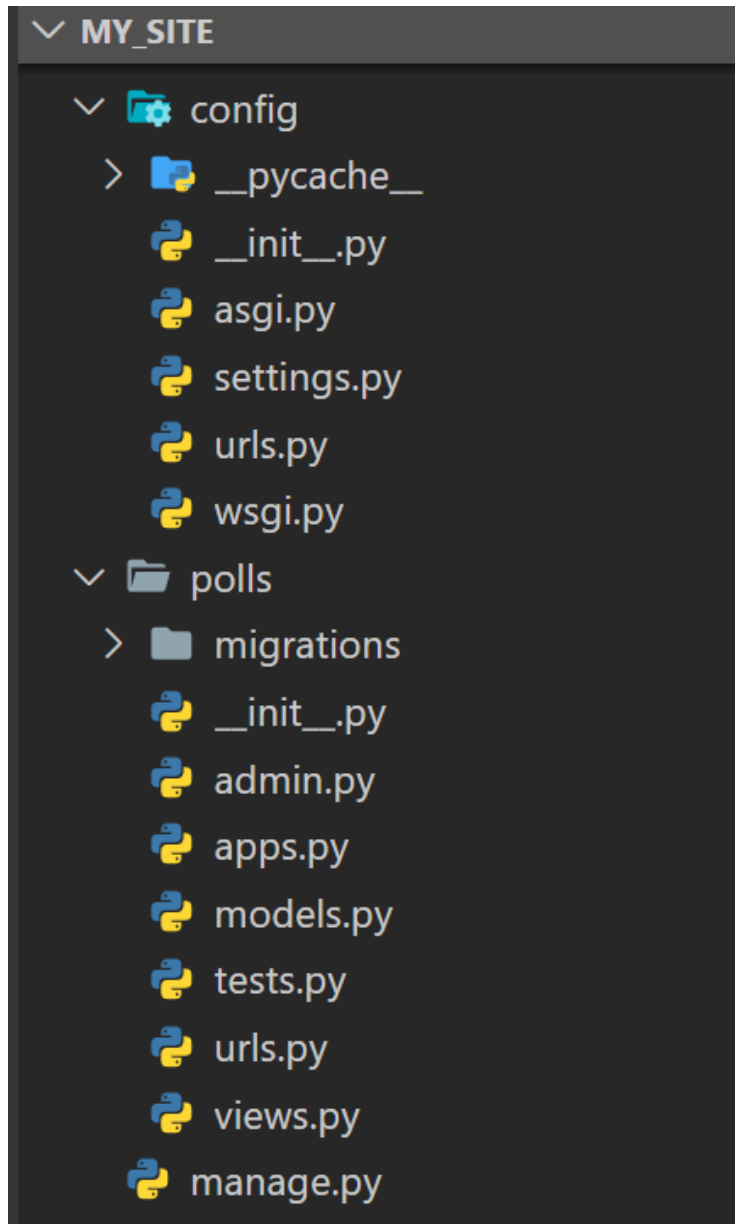 MY_SITE
config
__pycache__
__init__.py
asgi.py
settings.py
urls.py
wsgi.py
polls
migrations
__init__.py
admin.py
apps.py
models.py
tests.py
urls.py
views.py
manage.py